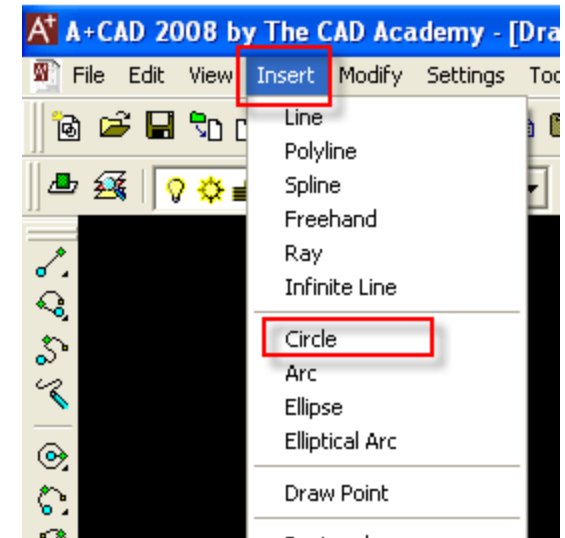 A+ A+CAD 2008 by The CAD Academy - [Dra
File Edit View Insert Modify Settings Too
Line
Polyline
Spline
Freehand
Ray
Infinite Line
Circle
Arc
Ellipse
Elliptical Arc
Draw Point